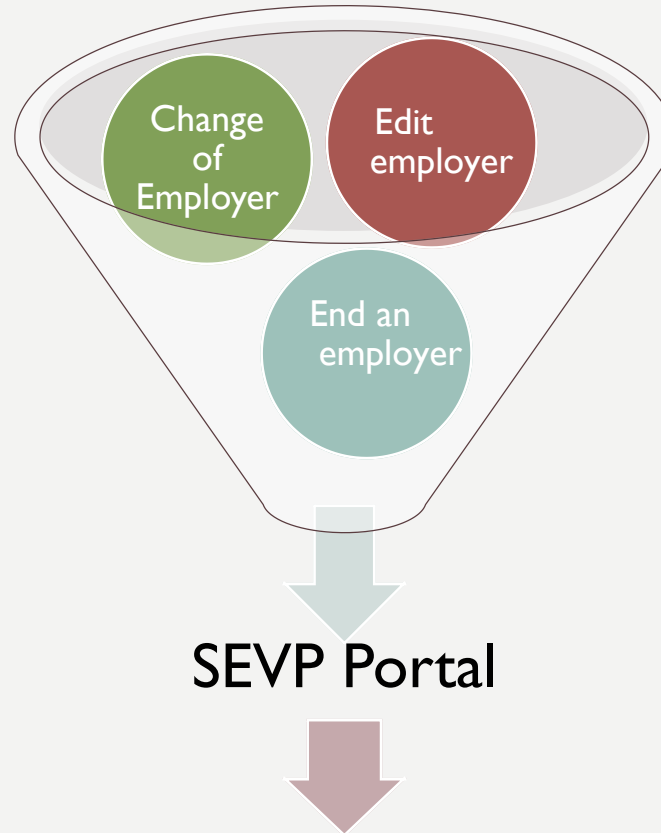 Change
of
Employer
Edit
employer
End an
employer
SEVP Portal